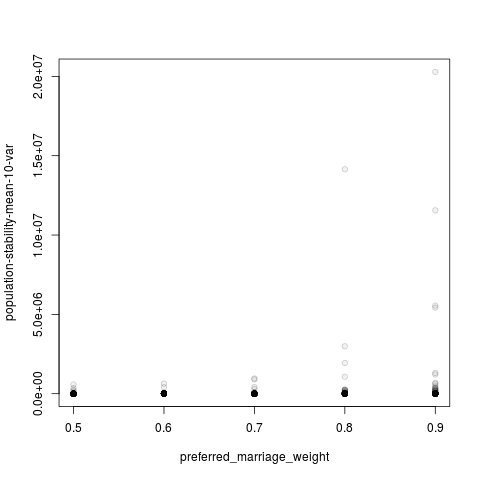 2.0e+07
1.5e+07
1.0e+07
5.0e+06
0.0e+00
population-stability-mean-10-var
0.5 0.6 0.7 0.8 0.9
preferred_marriage_weight